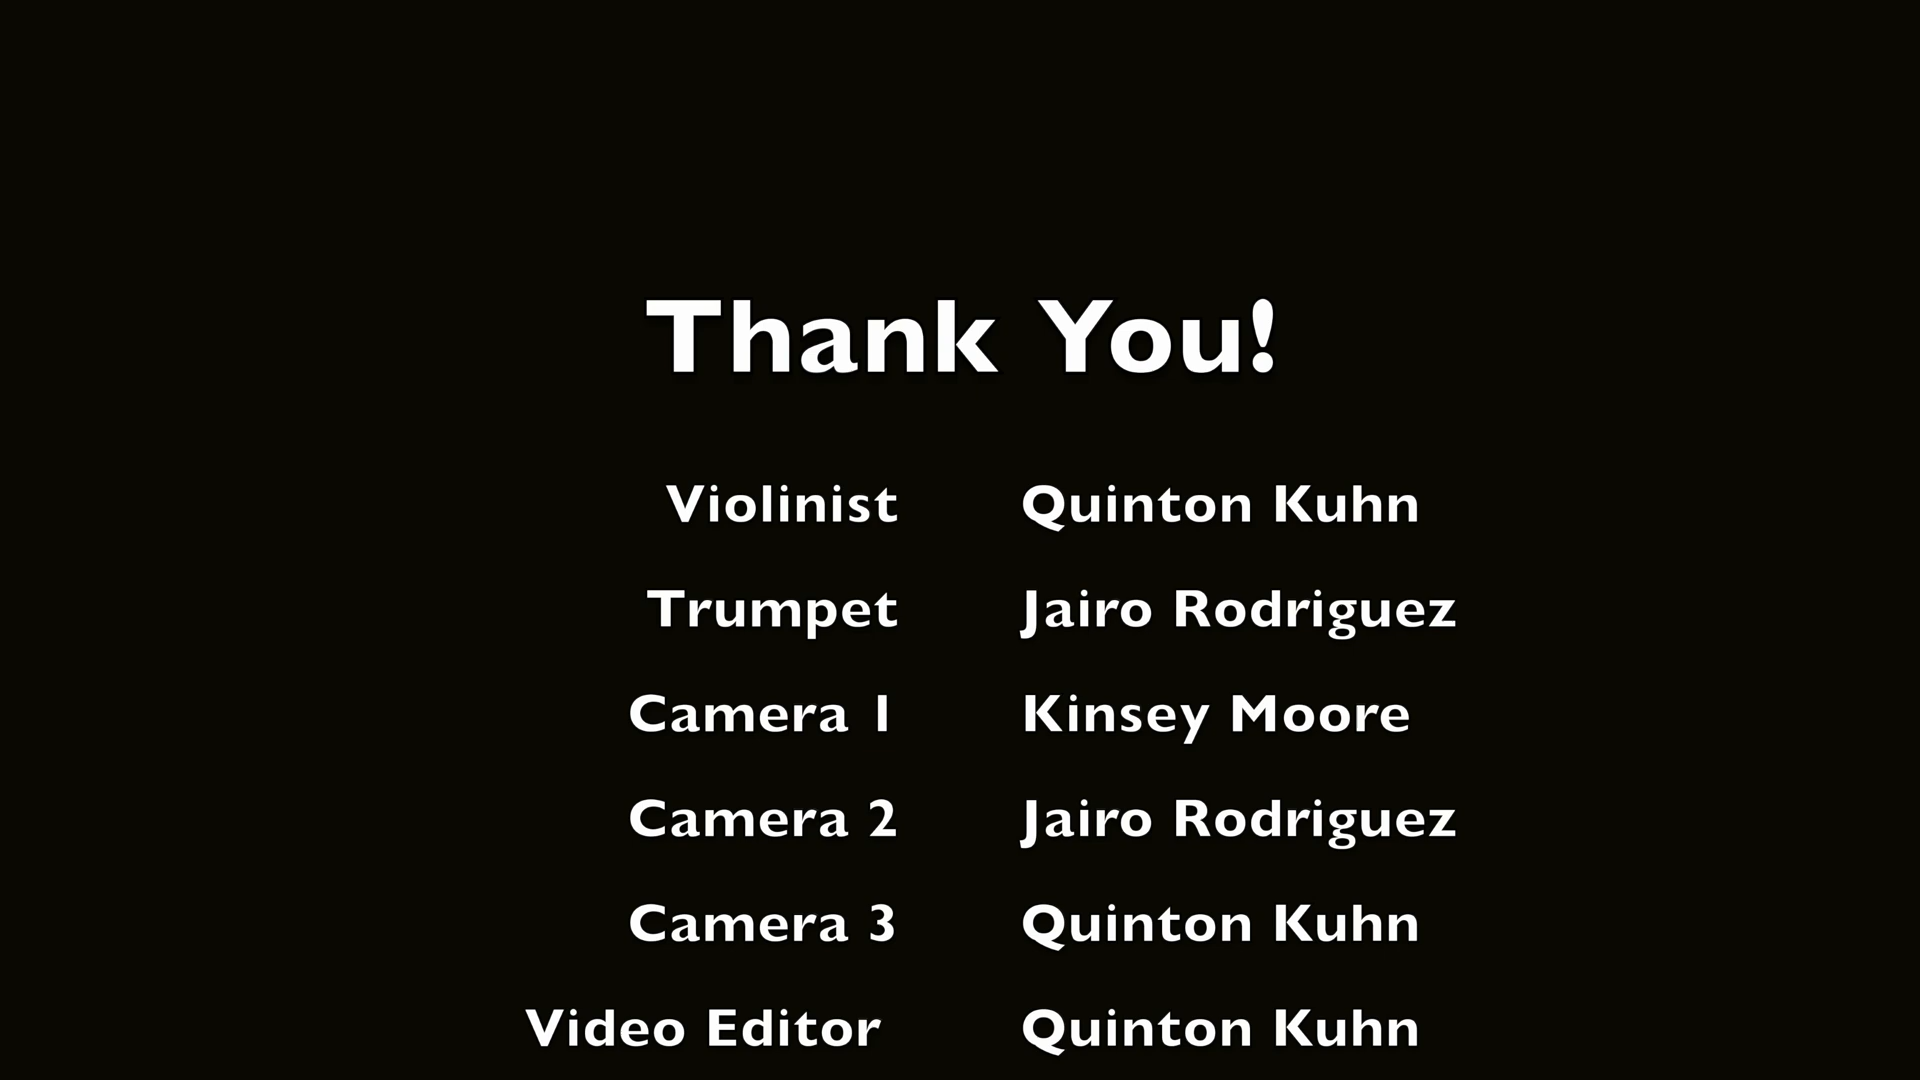 Thank You!
Violinist Quinton Kuhn
Trumpet Jairo Rodriguez
Camera 1 Kinsey Moore
Camera 2 Jairo Rodriguez
Camera 3 Quinton Kuhn
Video Editor Quinton Kuhn